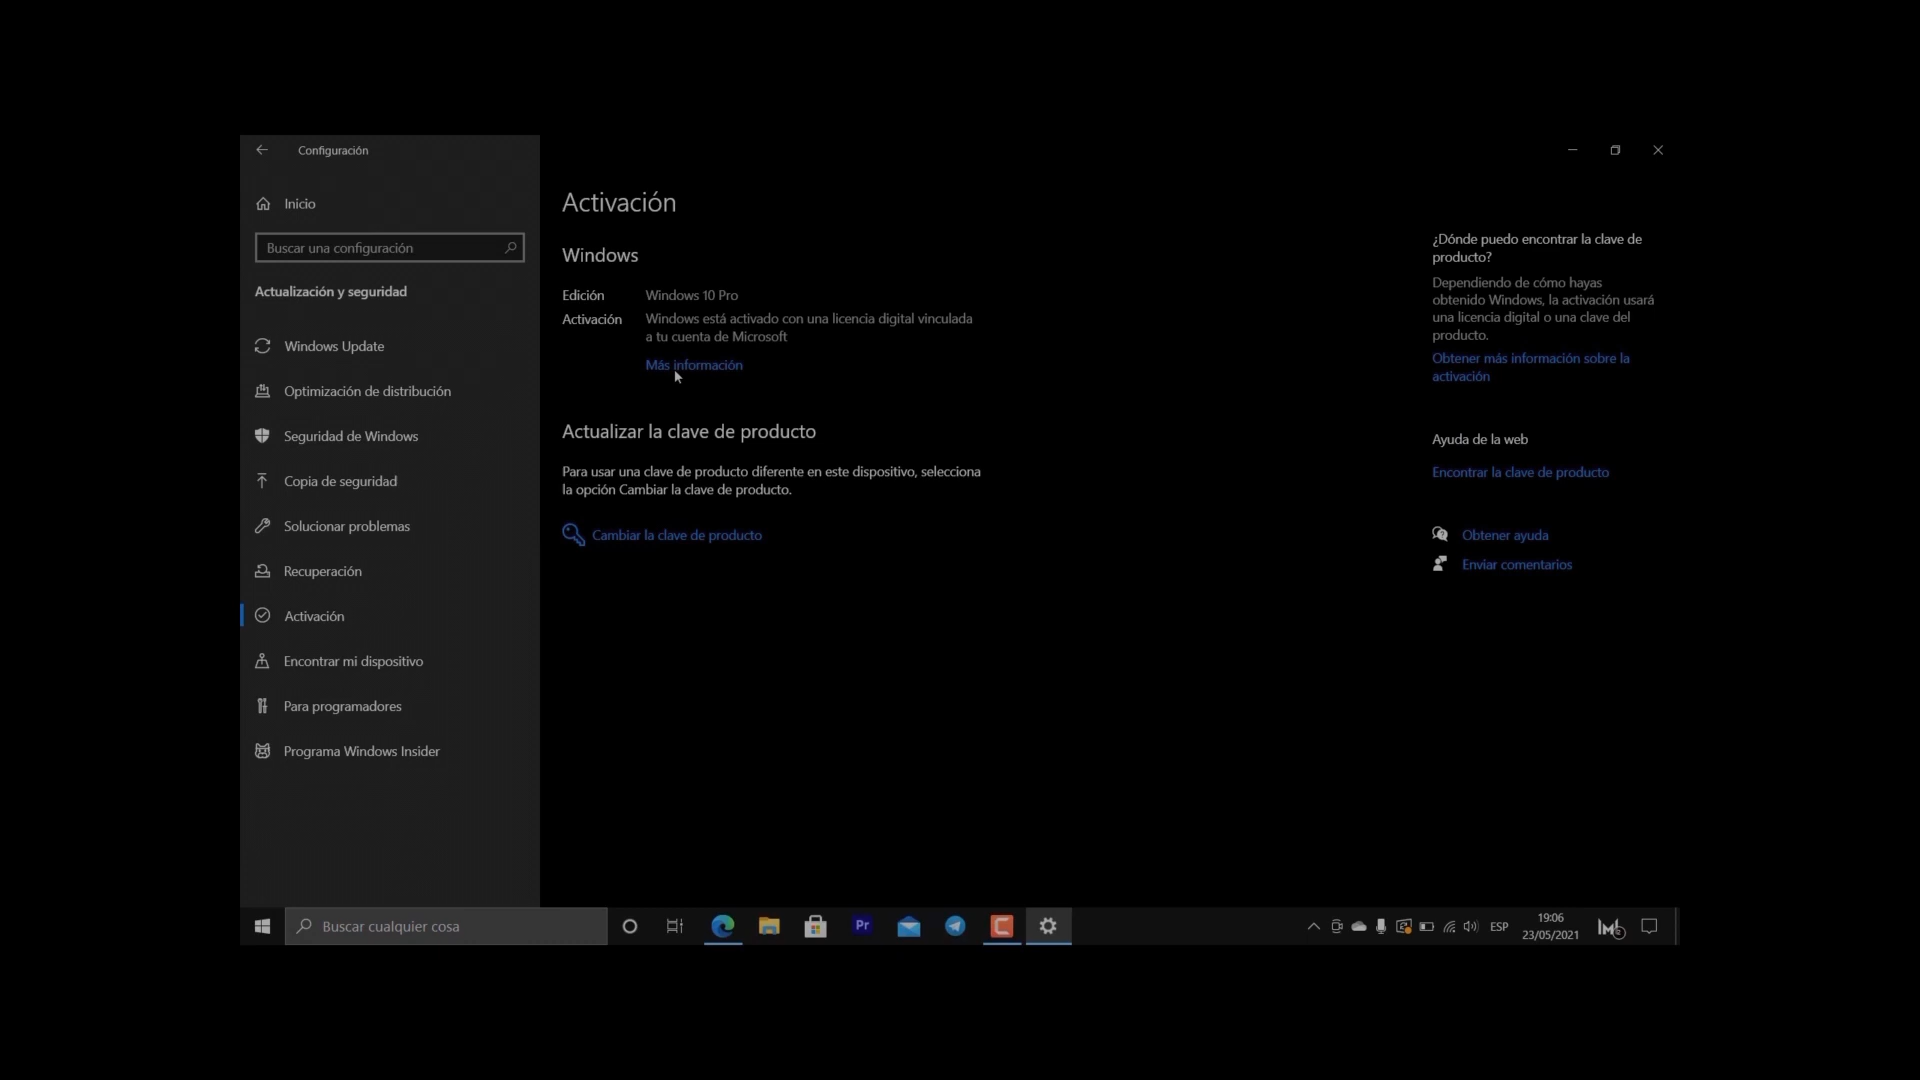 Configuración
Inicio
Buscar una configuración
Actualización y seguridad
Windows Update
Optimización de distribución
Seguridad de Windows
Copia de seguridad
Solucionar problemas
Recuperación
Activación
Encontrar mi dispositivo
Para programadores
Programa Windows Insider
Activación
Windows
Edición Windows 10 Pro
Activación Windows está activado con una licencia digital vinculada
a tu cuenta de Microsoft
Más información
Actualizar la clave de producto
Para usar una clave de producto diferente en este dispositivo, selecciona
la opción Cambiar la clave de producto.
Cambiar la clave de producto
¿Dónde puedo encontrar la clave de
producto?
Dependiendo de cómo hayas
obtenido Windows, la activación usará
una licencia digital o una clave del
producto.
Obtener más información sobre la
activación
Ayuda de la web
Encontrar la clave de producto
Obtener ayuda
Enviar comentarios
Buscar cualquier cosa
Pr
ESP
19:06
23/05/2021